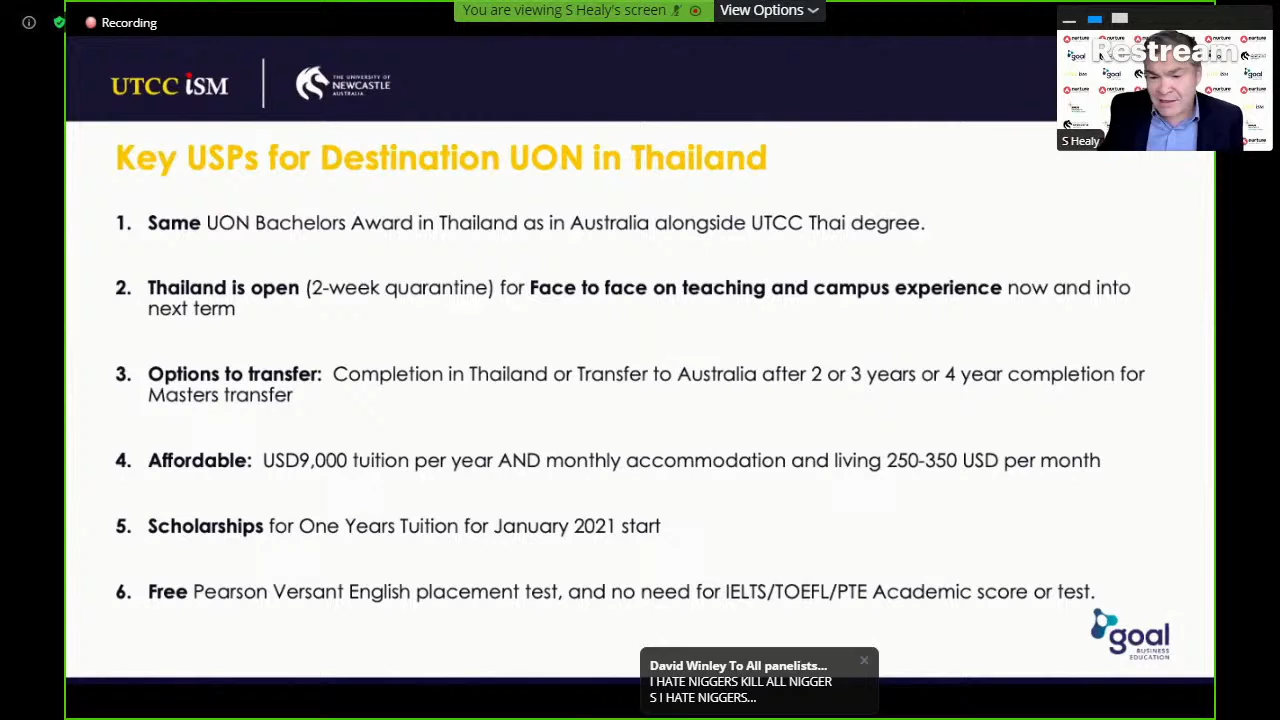 You are viewing S Healy's screen
View Options
Recording
Restream
UTCC iSM
THE UNIVERSITY OF
NEWCASTLE
AUSTRALIA
S Healy
Key USPs for Destination UON in Thailand
1. Same UON Bachelors Award in Thailand as in Australia alongside UTCC Thai degree.
2. Thailand is open (2-week quarantine) for Face to face on teaching and campus experience now and into
next term
3. Options to transfer: Completion in Thailand or Transfer to Australia after 2 or 3 years or 4 year completion for
Masters transfer
4. Affordable: USD9,000 tuition per year AND monthly accommodation and living 250-350 USD per month
5. Scholarships for One Years Tuition for January 2021 start
6. Free Pearson Versant English placement test, and no need for IELTS/TOEFL/PTE Academic score or test.
goal
BUSINESS
EDUCATION
David Winley To All panelists...
I HATE NIGGERS KILL ALL NIGGER
S I HATE NIGGERS...